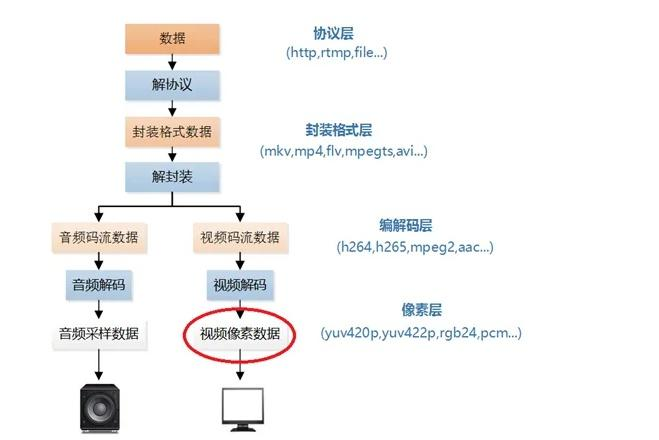 数据
协议层
(http,rtmp,file...)
解协议
封装格式数据
封装格式层
(mkv,mp4,flv,mpegts,avi...)
解封装
音频码流数据
视频码流数据
编解码层
(h264,h265,mpeg2,aac...)
音频解码
视频解码
音频采样数据
视频像素数据
像素层
(yuv420p,yuv422p,rgb24,pcm...)